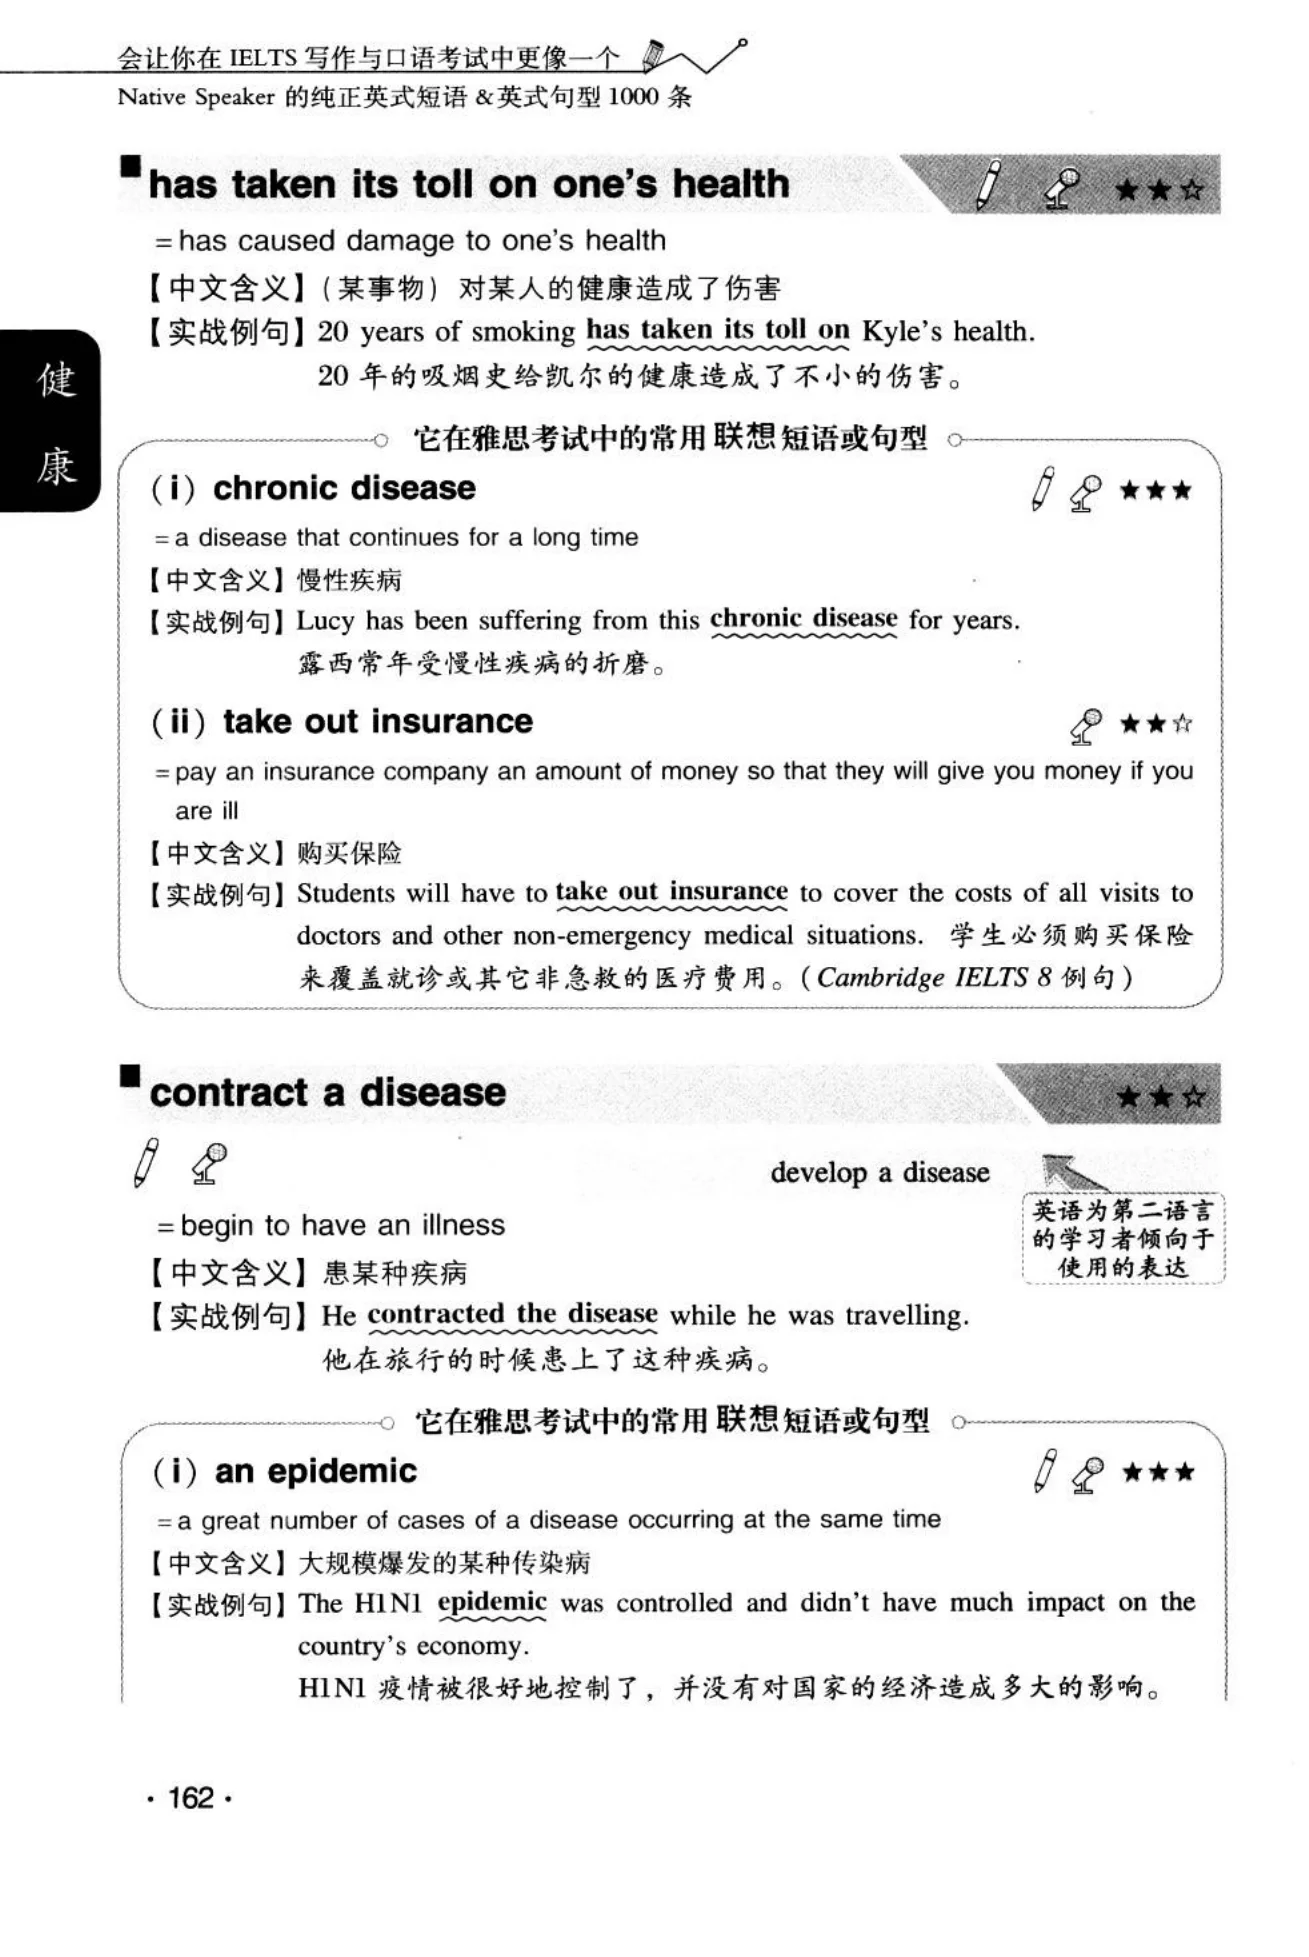 会让你在 IELTS 写作与口语考试中更像一个
Native Speaker 的纯正英式短语 &英式句型 1000 条
健
康
■has taken its toll on one's health ★★☆
=has caused damage to one's health
【中文含义】(某事物) 对某人的健康造成了伤害
【实战例句】20 years of smoking has taken its toll on Kyle's health.
20 年的吸烟史给凯尔的健康造成了不小的伤害。
它在雅思考试中的常用联想短语或句型
(i) chronic disease ★★★
=a disease that continues for a long time
【中文含义】慢性疾病
【实战例句】Lucy has been suffering from this chronic disease for years.
露西常年受慢性疾病的折磨。
(ii) take out insurance ★★☆
=pay an insurance company an amount of money so that they will give you money if you
are ill
【中文含义】购买保险
【实战例句】Students will have to take out insurance to cover the costs of all visits to
doctors and other non-emergency medical situations. 学生必须购买保险
来覆盖就诊或其它非急救的医疗费用。(Cambridge IELTS 8 例句)
■contract a disease ★★☆
develop a disease
英语为第二语言
的学习者倾向于
使用的表达
=begin to have an illness
【中文含义】患某种疾病
【实战例句】He contracted the disease while he was travelling.
他在旅行的时候患上了这种疾病。
它在雅思考试中的常用联想短语或句型
(i) an epidemic ★★★
=a great number of cases of a disease occurring at the same time
【中文含义】大规模爆发的某种传染病
【实战例句】The H1N1 epidemic was controlled and didn't have much impact on the
country's economy.
H1N1 疫情被很好地控制了，并没有对国家的经济造成多大的影响。
· 162 ·